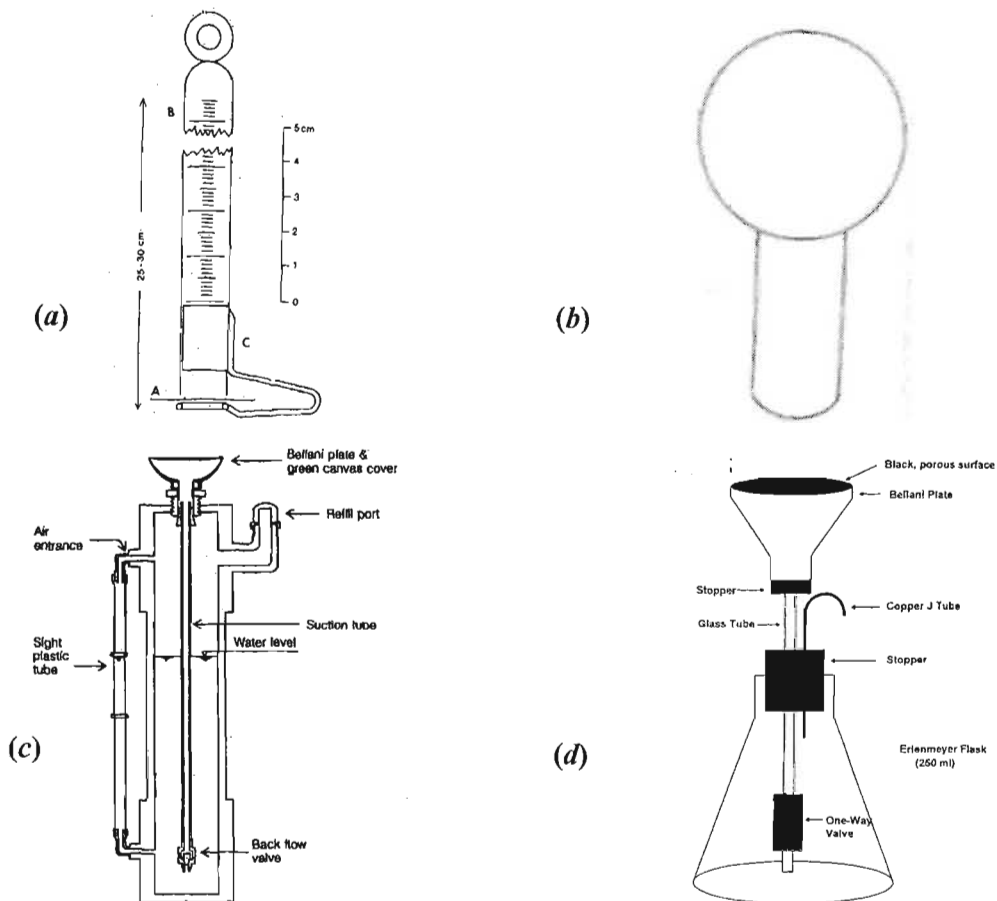 B
5 cm
4
3
2
1
0
25-30 cm
C
A
(a)
(b)
Bellani plate &
green canvas cover
Refill port
Air
entrance
Suction tube
Water level
Sight
plastic
tube
Back flow
valve
(c)
Black, porous surface
Bellani Plate
Stopper
Copper J Tube
Glass Tube
Stopper
Erlenmeyer Flask
(250 ml)
One-Way
Valve
(d)